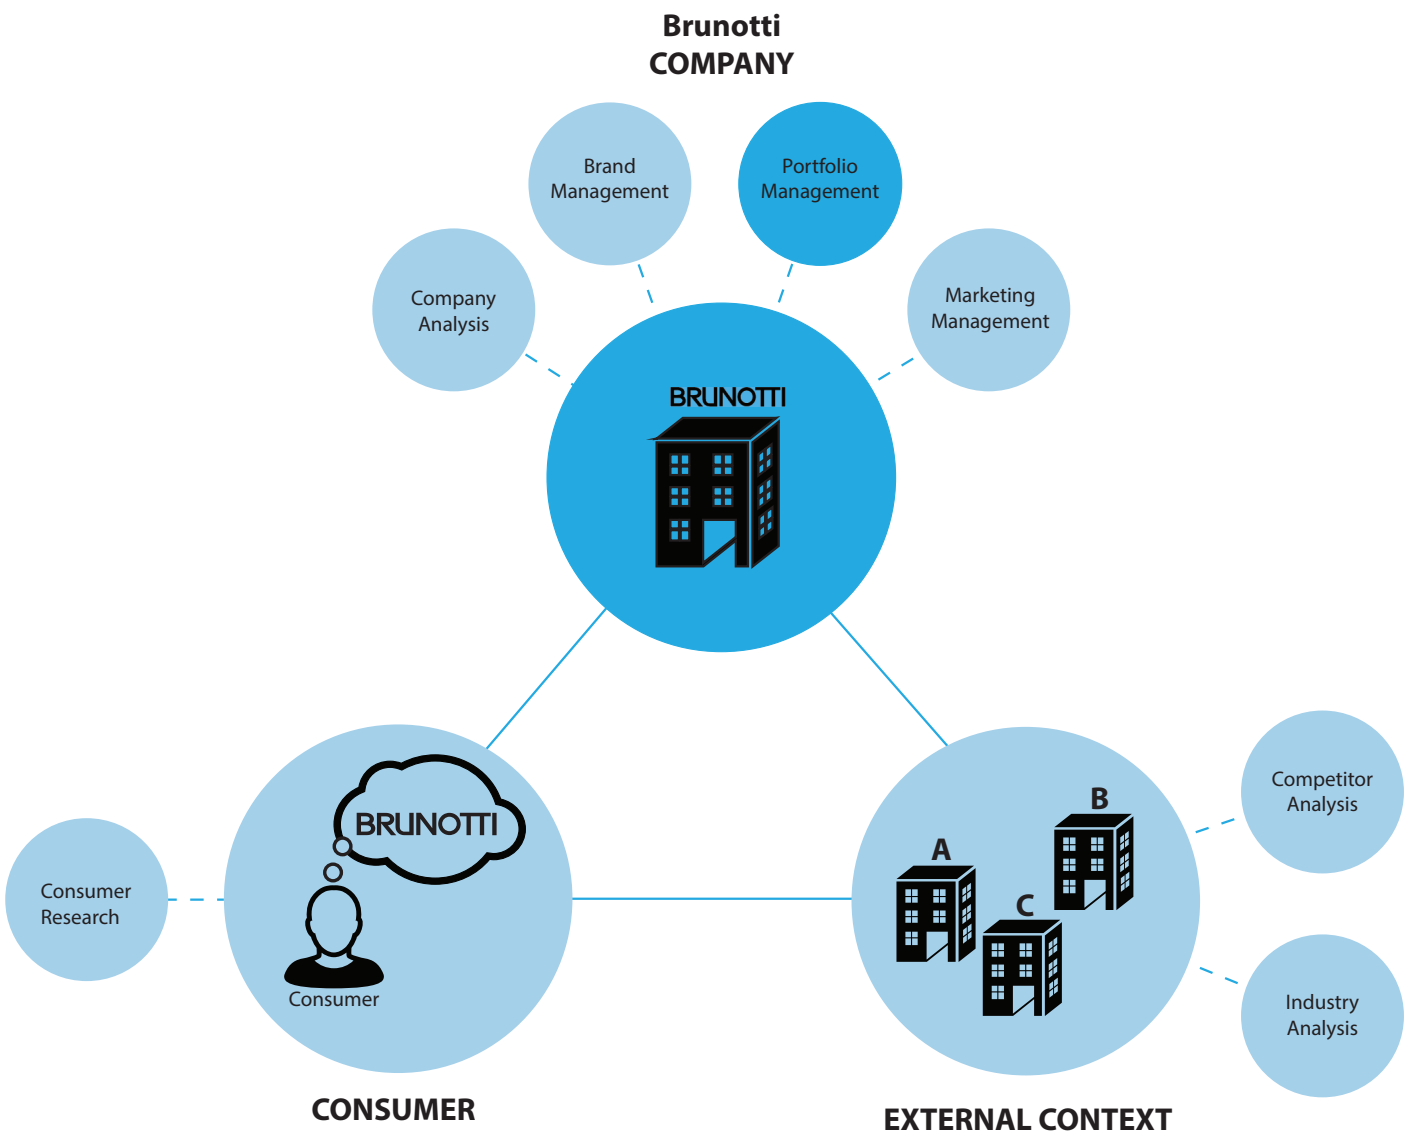 Brunotti
COMPANY
Brand
Management
Portfolio
Management
Company
Analysis
Marketing
Management
BRUNOTTI
BRUNOTTI
Consumer
Consumer
Research
A
B
C
Competitor
Analysis
Industry
Analysis
CONSUMER
EXTERNAL CONTEXT